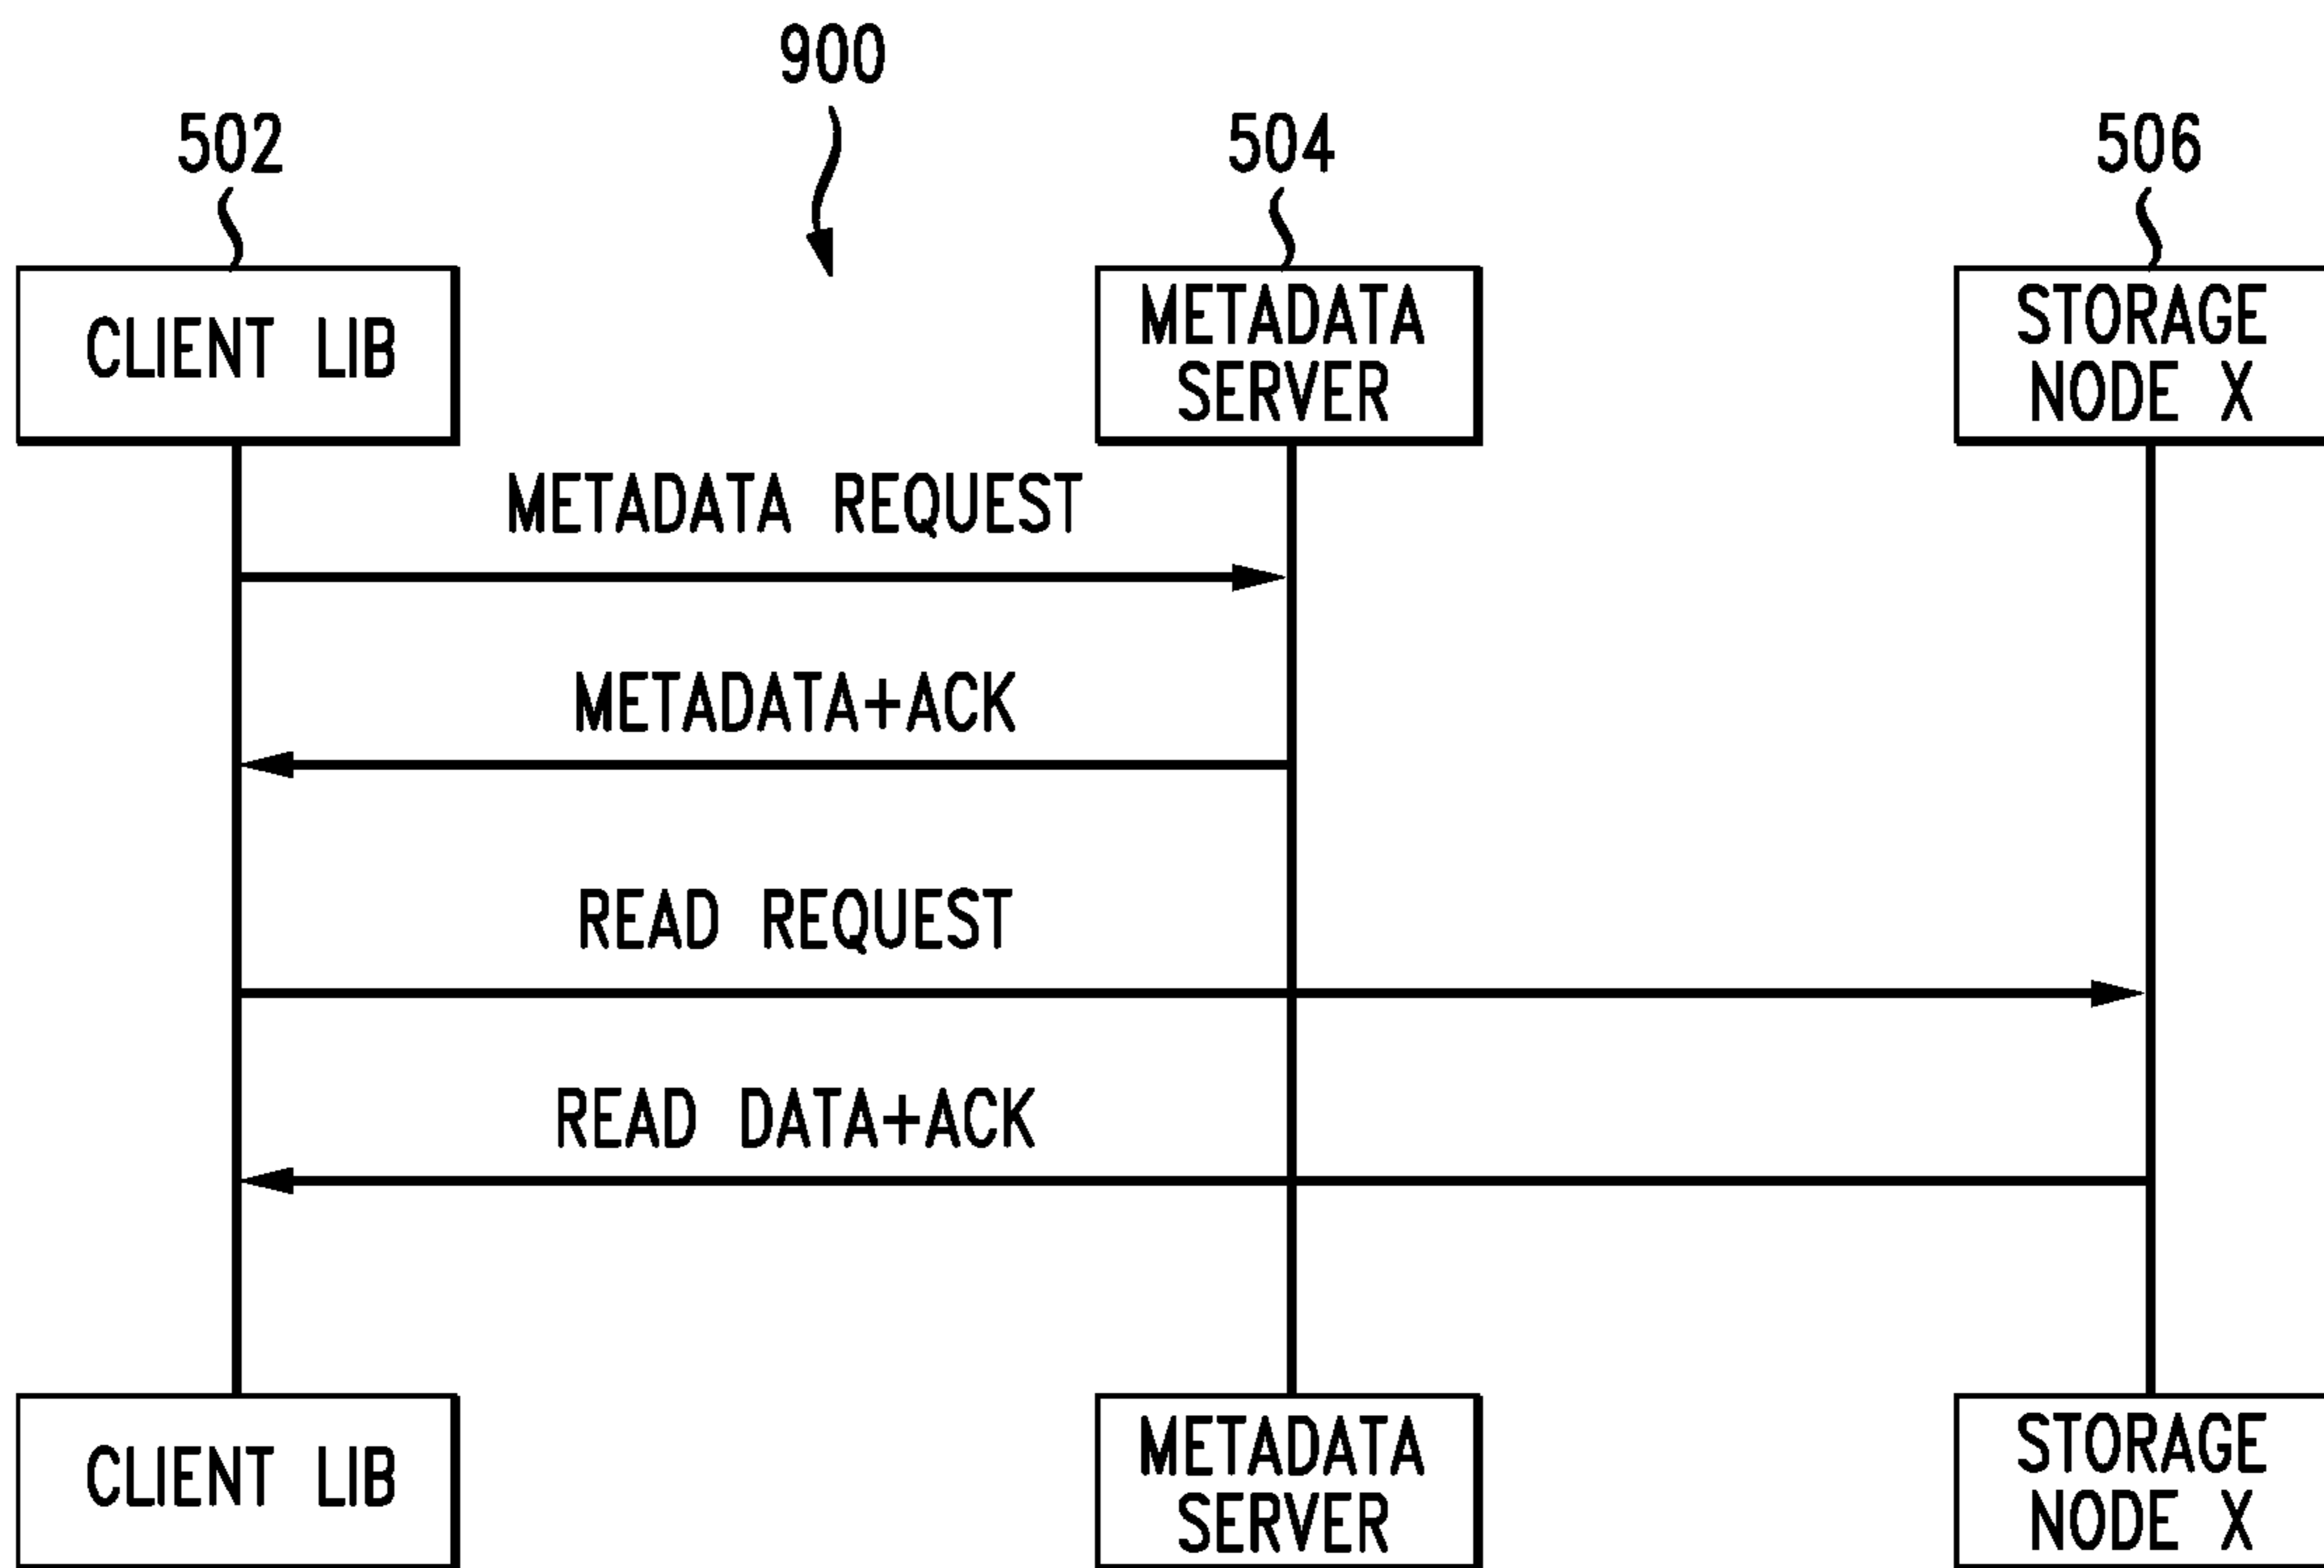 900
502
504
506
CLIENT LIB
METADATA
SERVER
STORAGE
NODE X
METADATA REQUEST
METADATA+ACK
READ REQUEST
READ DATA+ACK
CLIENT LIB
METADATA
SERVER
STORAGE
NODE X